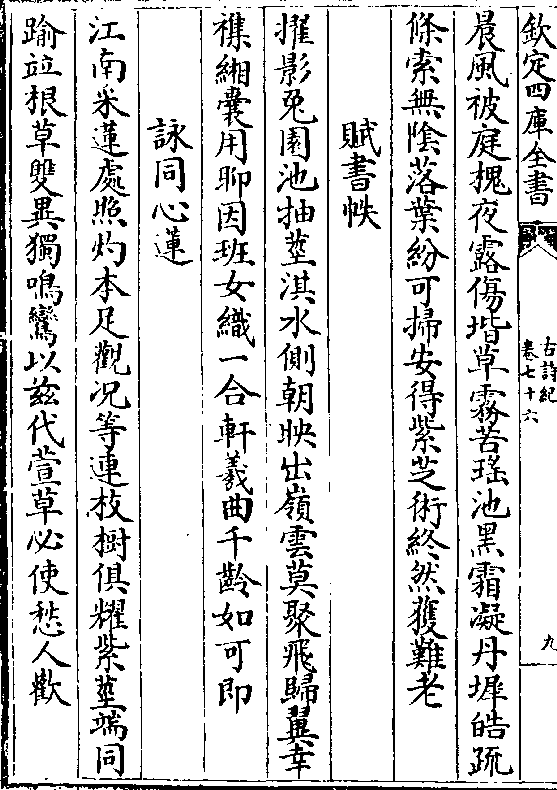 欽定四庫全書
古詩紀
卷七十六
九
晨風被庭槐夜露傷堦草霧苦瑤池黑霜凝丹墀皓疏
條索無陰落葉紛可掃安得紫芝術終然獲難老
賦書帙
擢影兎園池抽莖淇水側朝映出嶺雲莫聚飛歸翼幸
襍緗囊用聊因班女織一合軒羲曲千齡如可即
詠同心蓮
江南采蓮處照灼本足觀况等連枝樹俱耀紫莖端同
踰並根草雙異獨鳴鸞以兹代萱草必使愁人歡